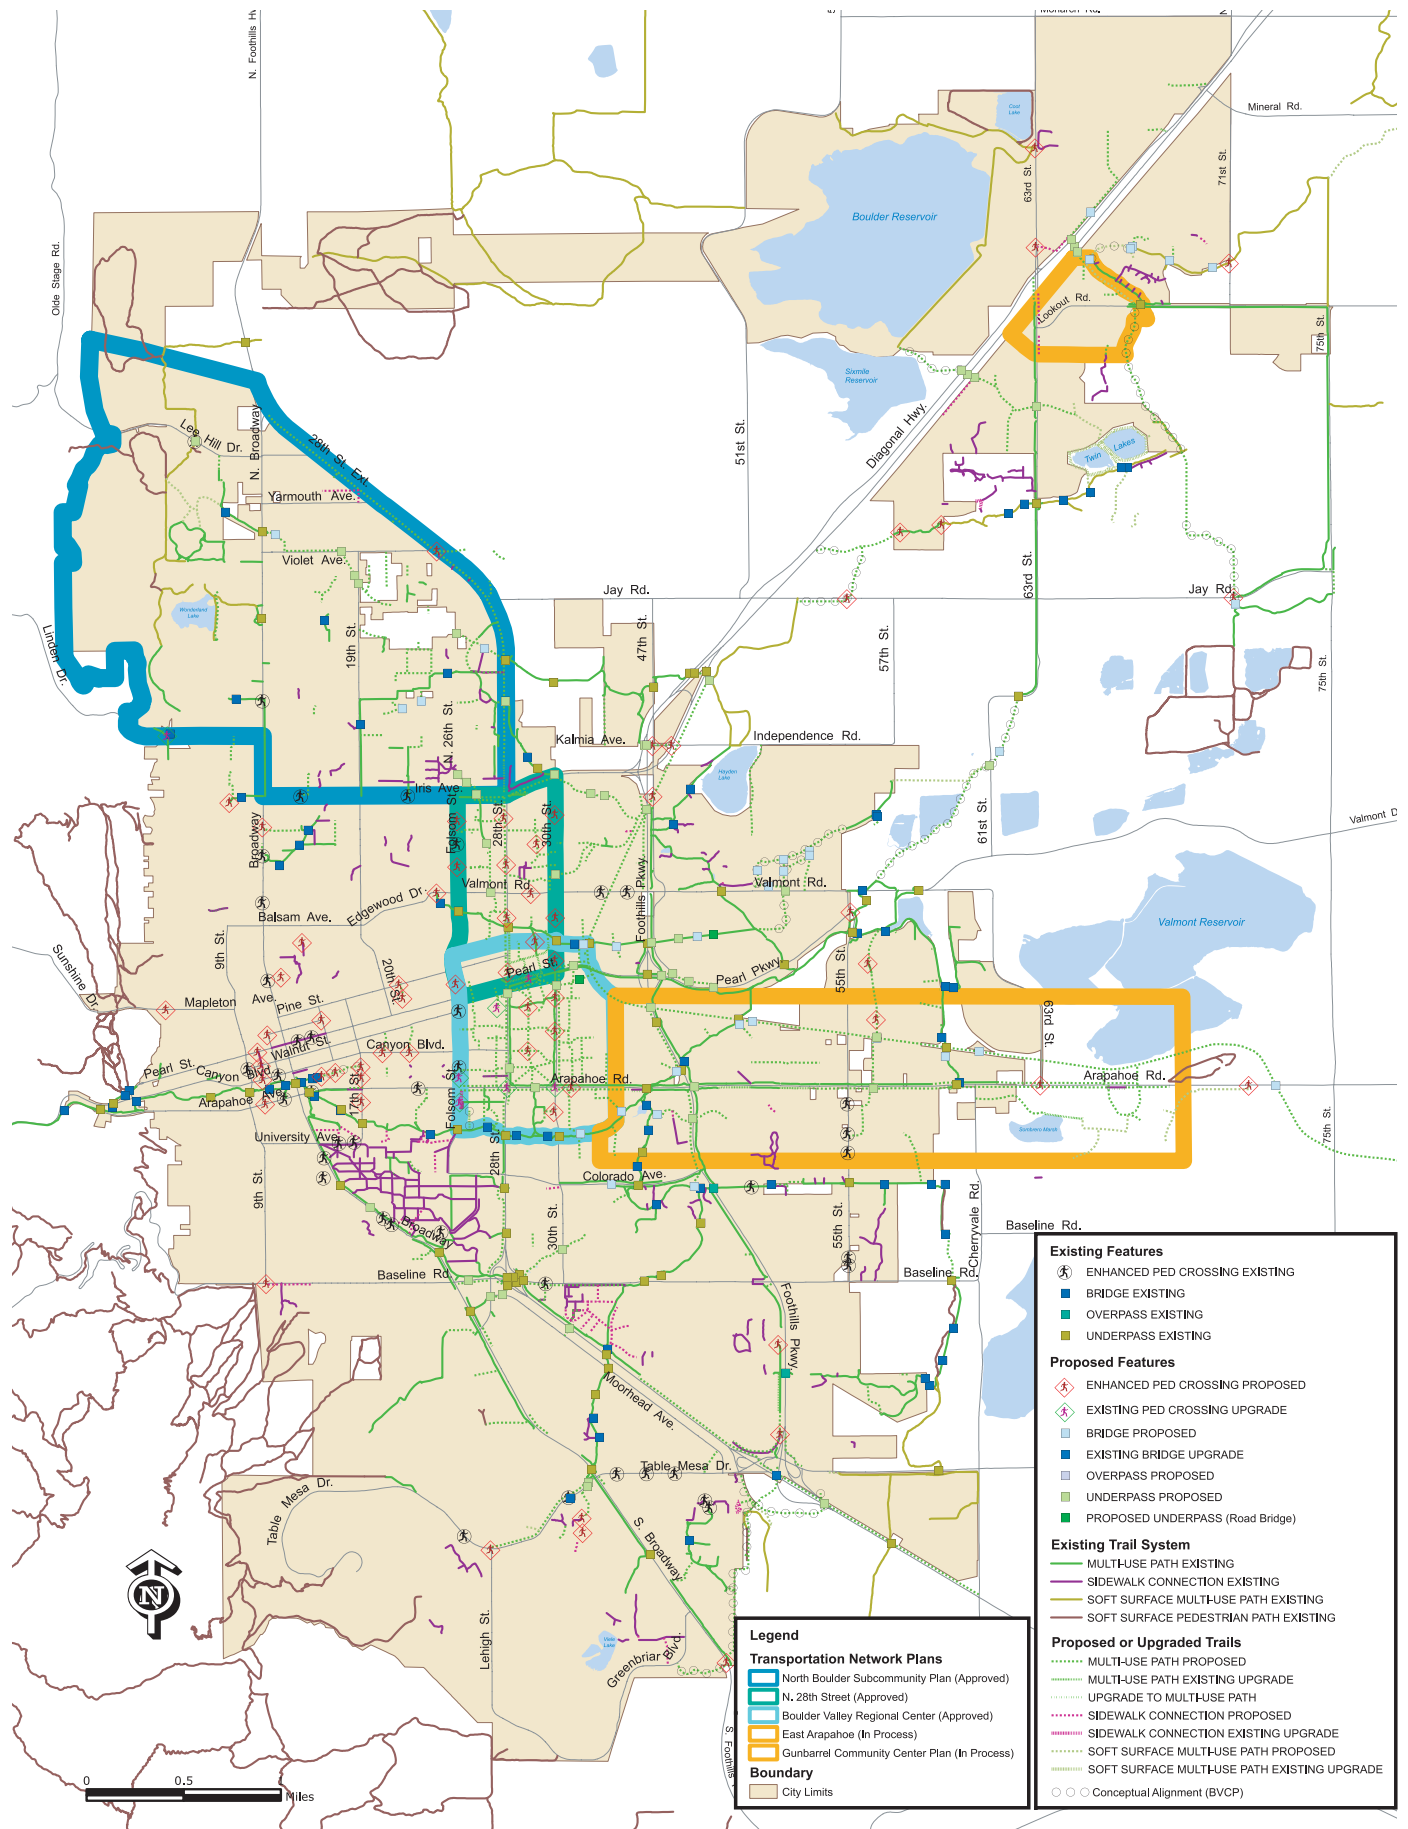 N. Foothills Hw
Monarch Rd.
Mineral Rd.
Coot
Lake
63rd St.
71st St.
Boulder Reservoir
Olde Stage Rd.
Lookout Rd.
75th St.
Sixmile
Reservoir
Diagonal Hwy.
51st St.
Lee Hill Dr.
N. Broadway
28th St. Ext.
Twin Lakes
Yarmouth Ave.
Violet Ave.
63rd St.
Jay Rd.
Jay Rd.
Wonderland
Lake
Linden Dr.
19th St.
47th St.
57th St.
75th St.
N. 26th St.
Kalmia Ave.
Independence Rd.
Hayden
Lake
Iris Ave.
Folsom St.
28th St.
30th St.
61st St.
Valmont D
Broadway
Foothills Pkwy.
Edgewood Dr.
Valmont Rd.
Valmont Rd.
Balsam Ave.
Valmont Reservoir
Sunshine Dr.
9th St.
20th St.
Pearl St.
Pearl Pkwy.
55th St.
Mapleton Ave.
Pine St.
63rd St.
Walnut St.
Canyon Blvd.
Pearl St.
Canyon Blvd.
Arapahoe Ave.
17th St.
Folsom St.
Arapahoe Rd.
Arapahoe Rd.
Sombrero Marsh
75th St.
University Ave.
28th St.
Colorado Ave.
9th St.
Broadway
30th St.
55th St.
Cherryvale Rd.
Baseline Rd.
Baseline Rd.
Baseline Rd.
Foothills Pkwy.
Moorhead Ave.
Table Mesa Dr.
Table Mesa Dr.
S. Broadway
Lehigh St.
Viele
Lake
Greenbriar Blvd.
S. Foothills
N
0 0.5 1
Miles
Legend
Transportation Network Plans
North Boulder Subcommunity Plan (Approved)
N. 28th Street (Approved)
Boulder Valley Regional Center (Approved)
East Arapahoe (In Process)
Gunbarrel Community Center Plan (In Process)
Boundary
City Limits
Existing Features
ENHANCED PED CROSSING EXISTING
BRIDGE EXISTING
OVERPASS EXISTING
UNDERPASS EXISTING
Proposed Features
ENHANCED PED CROSSING PROPOSED
EXISTING PED CROSSING UPGRADE
BRIDGE PROPOSED
EXISTING BRIDGE UPGRADE
OVERPASS PROPOSED
UNDERPASS PROPOSED
PROPOSED UNDERPASS (Road Bridge)
Existing Trail System
MULTI-USE PATH EXISTING
SIDEWALK CONNECTION EXISTING
SOFT SURFACE MULTI-USE PATH EXISTING
SOFT SURFACE PEDESTRIAN PATH EXISTING
Proposed or Upgraded Trails
MULTI-USE PATH PROPOSED
MULTI-USE PATH EXISTING UPGRADE
UPGRADE TO MULTI-USE PATH
SIDEWALK CONNECTION PROPOSED
SIDEWALK CONNECTION EXISTING UPGRADE
SOFT SURFACE MULTI-USE PATH PROPOSED
SOFT SURFACE MULTI-USE PATH EXISTING UPGRADE
Conceptual Alignment (BVCP)